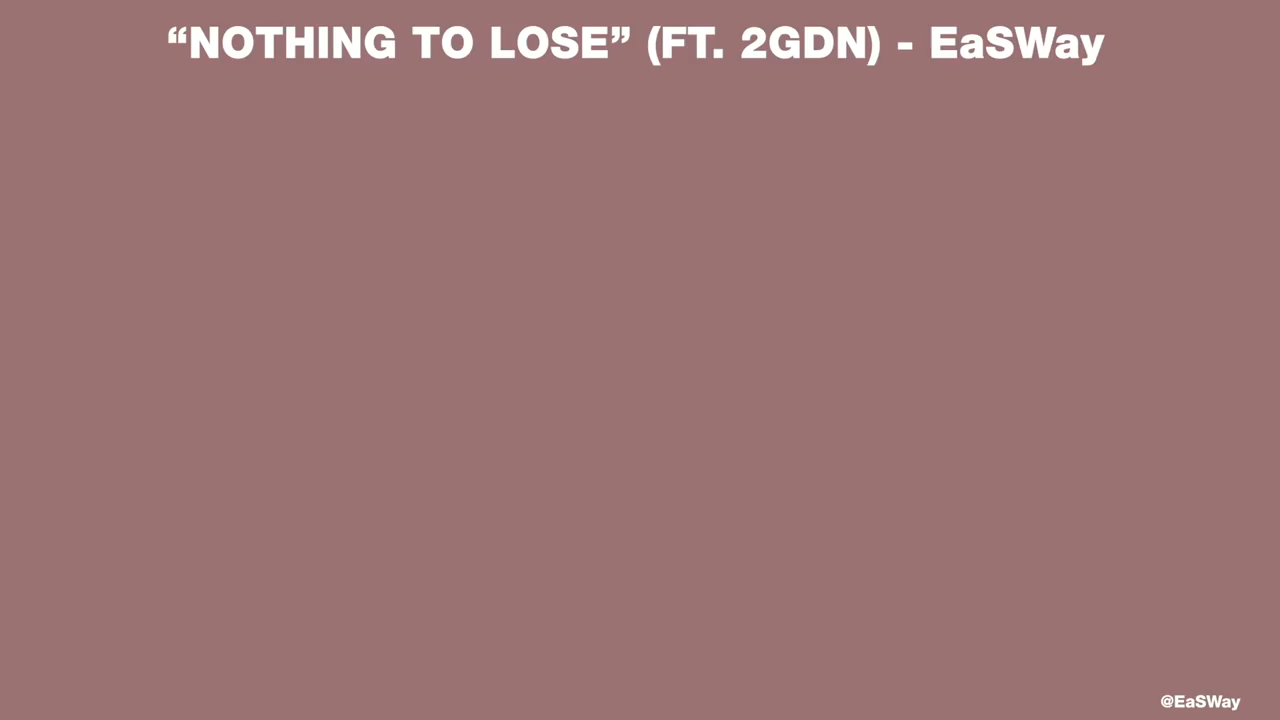 “NOTHING TO LOSE” (FT. 2GDN) - EaSWay
@EaSWay